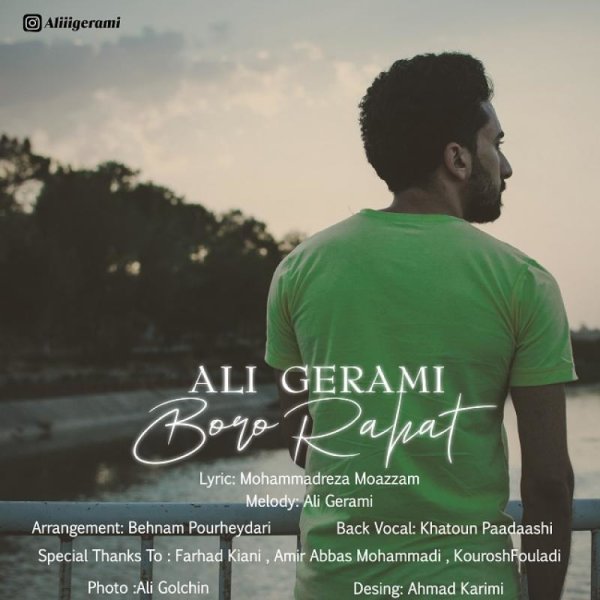 Aliiigerami
ALI GERAMI
Boro Rahat
Lyric: Mohammadreza Moazzam
Melody: Ali Gerami
Arrangement: Behnam Pourheydari
Back Vocal: Khatoun Paadaashi
Special Thanks To : Farhad Kiani , Amir Abbas Mohammadi , KouroshFouladi
Photo :Ali Golchin
Desing: Ahmad Karimi